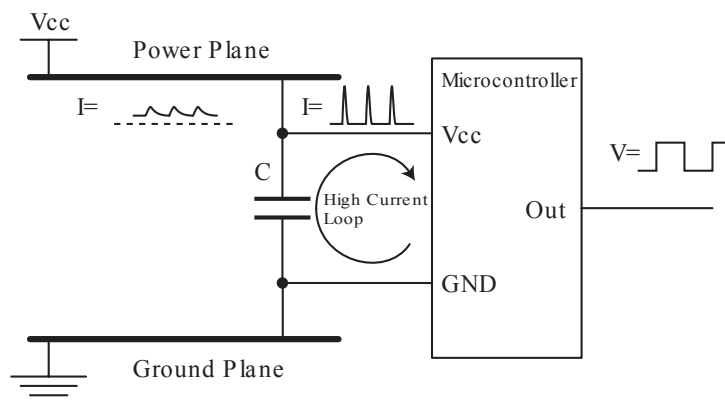 Vcc
Power Plane
Microcontroller
I=
I=
Vcc
V=
C
High Current
Loop
Out
GND
Ground Plane